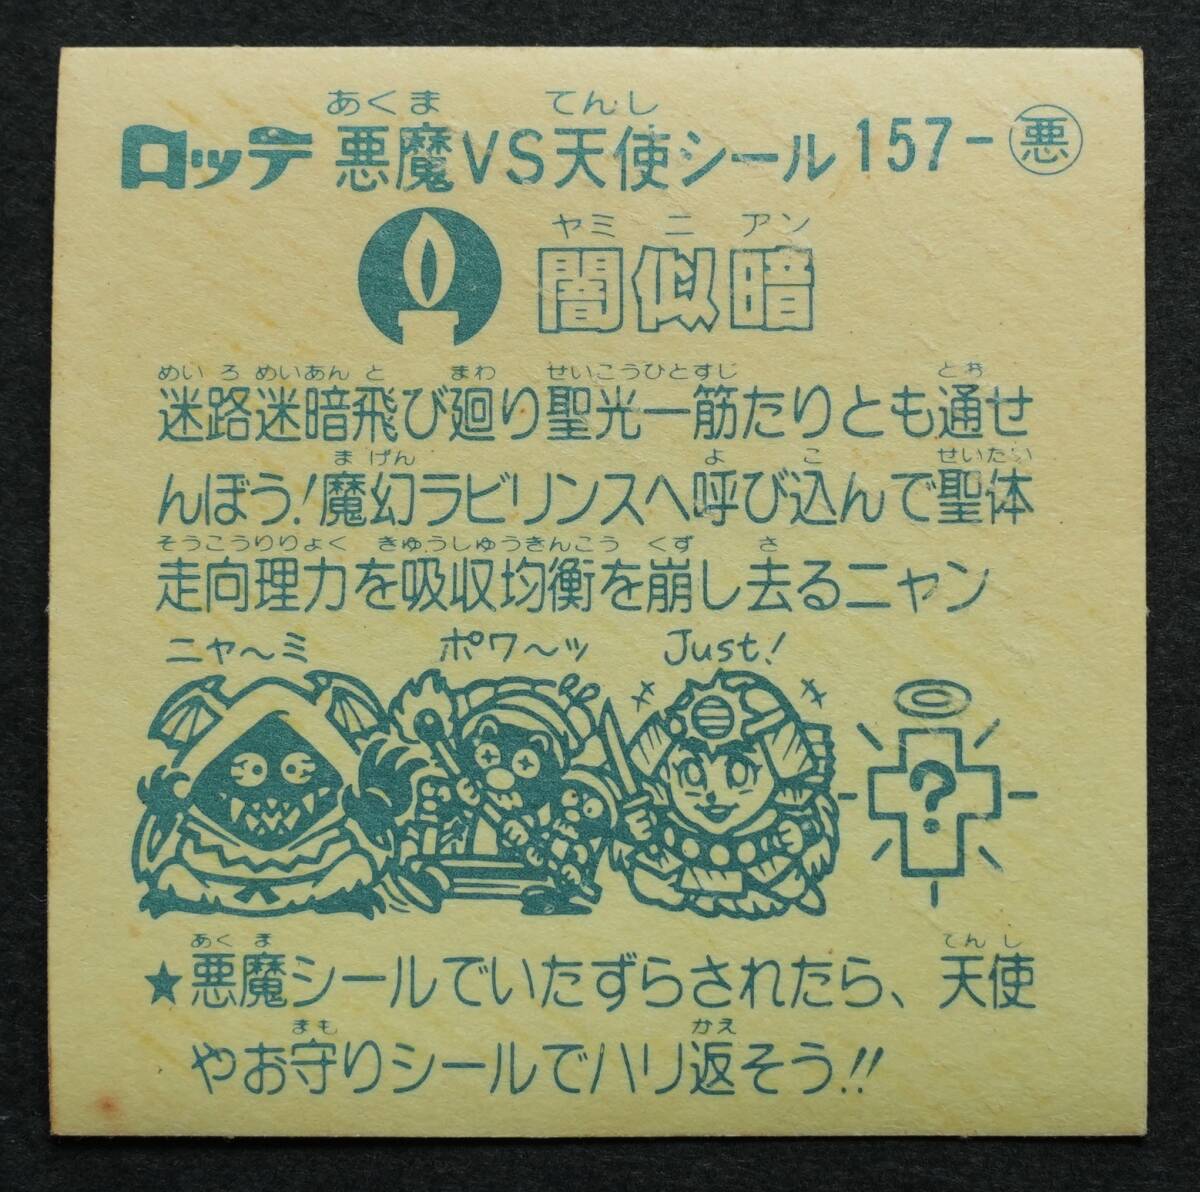 あくま てんし
ロッテ 悪魔VS天使シール 157-悪
ヤミ ニ アン
闇似暗
めいろ めいあん と まわ せいこうひとすじ とお
迷路迷暗飛び廻り聖光一筋たりとも通せ
まげん よ こ せいたい
んぼう!魔幻ラビリンスへ呼び込んで聖体
そうこうりりょく きゅうしゅうきんこう くず さ
走向理力を吸収均衡を崩し去るニャン
ニャ〜ミ ポワ〜ッ Just!
?
あくま てんし
★悪魔シールでいたずらされたら、天使
まも かえ
やお守りシールでハリ返そう!!